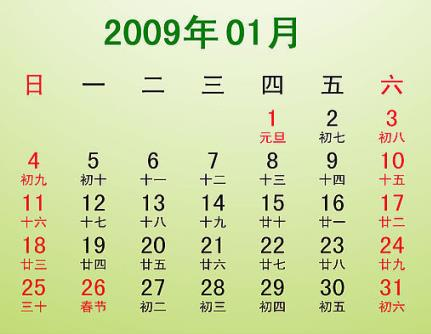 2009年01月
日 一 二 三 四 五 六
1 2 3
元旦 初七 初八
4 5 6 7 8 9 10
初九 初十 十一 十二 十三 十四 十五
11 12 13 14 15 16 17
十六 十七 十八 十九 廿十 廿一 廿二
18 19 20 21 22 23 24
廿三 廿四 廿五 廿六 廿七 廿八 廿九
25 26 27 28 29 30 31
三十 春节 初二 初三 初四 初五 初六